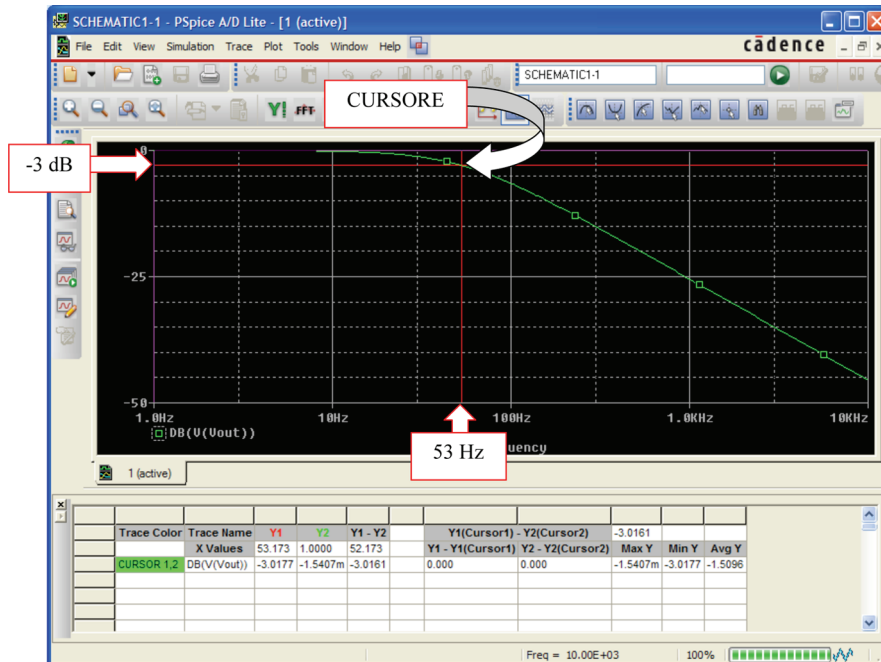 SCHEMATIC1-1 - PSpice A/D Lite - [1 (active)]
File Edit View Simulation Trace Plot Tools Window Help
cādence
SCHEMATIC1-1
FFT
CURSORE
-3 dB
0
-25
-50
1.0Hz 10Hz 100Hz 1.0KHz 10KHz
DB(V(Vout))
53 Hz
1 (active)
Trace Color Trace Name Y1 Y2 Y1 - Y2 Y1(Cursor1) - Y2(Cursor2) -3.0161
X Values 53.173 1.0000 52.173 Y1 - Y1(Cursor1) Y2 - Y2(Cursor2) Max Y Min Y Avg Y
CURSOR 1,2 DB(V(Vout)) -3.0177 -1.5407m -3.0161 0.000 0.000 -1.5407m -3.0177 -1.5096
Freq = 10.00E+03 100%